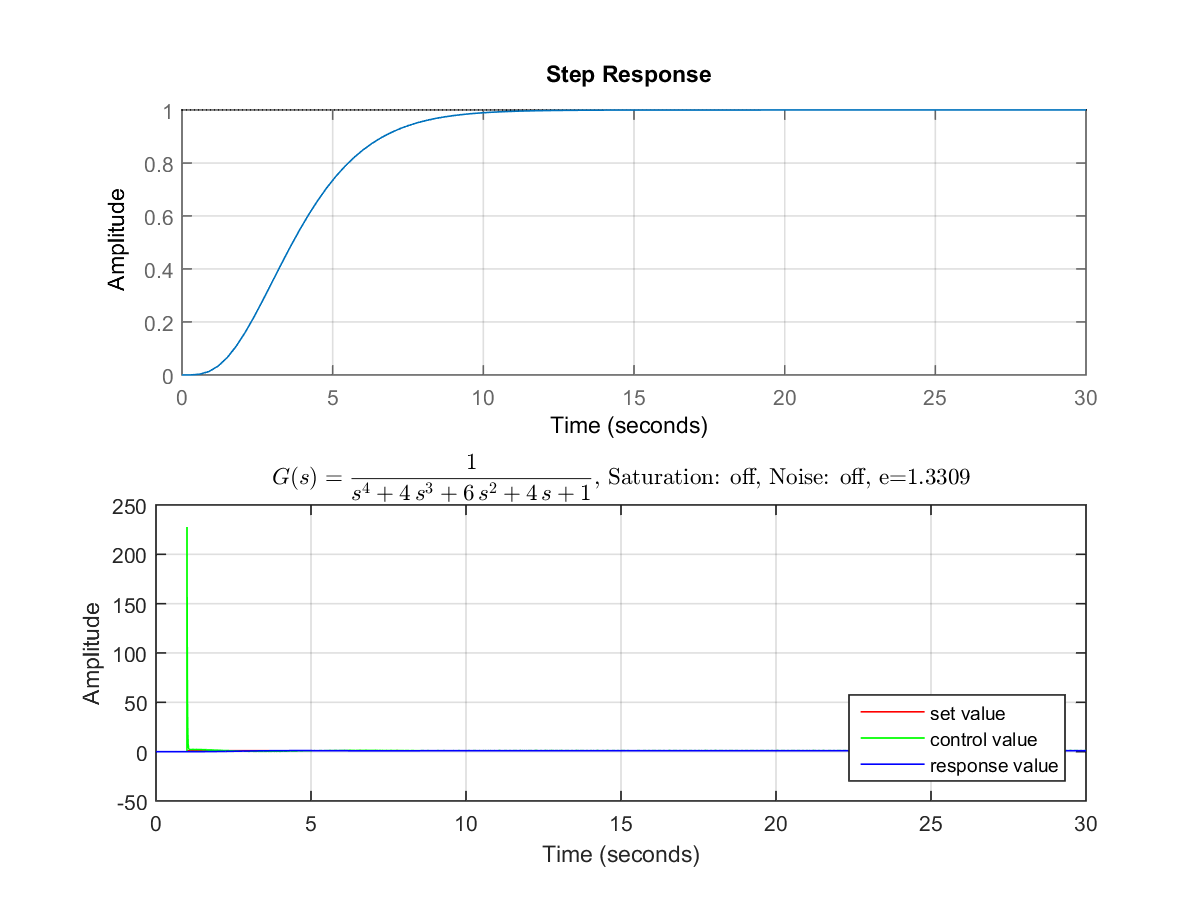 Step Response
Amplitude
1
0.8
0.6
0.4
0.2
0
0 5 10 15 20 25 30
Time (seconds)
G(s) = \frac{1}{s^4 + 4 s^3 + 6 s^2 + 4 s + 1}, Saturation: off, Noise: off, e=1.3309
Amplitude
250
200
150
100
50
0
-50
set value
control value
response value
0 5 10 15 20 25 30
Time (seconds)